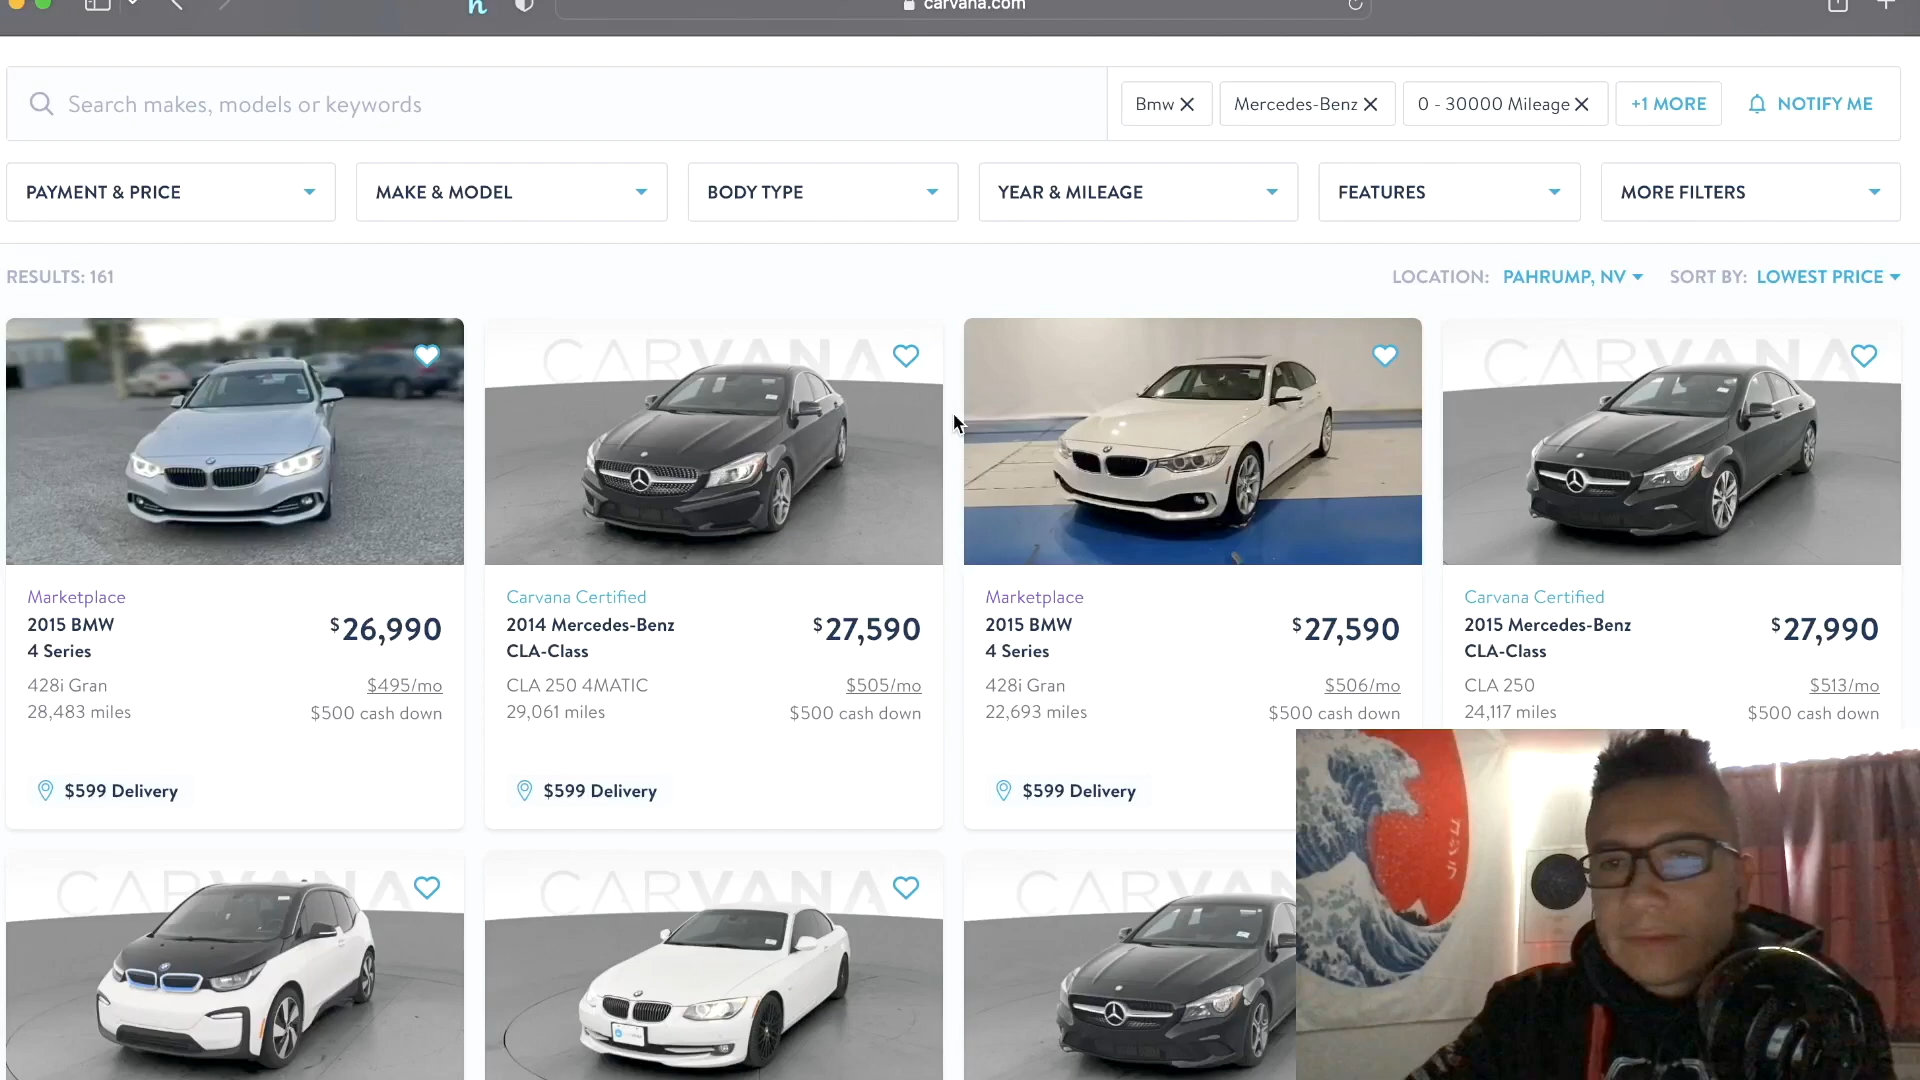 carvana.com
Search makes, models or keywords
Bmw
Mercedes-Benz
0 - 30000 Mileage
+1 MORE
NOTIFY ME
PAYMENT & PRICE
MAKE & MODEL
BODY TYPE
YEAR & MILEAGE
FEATURES
MORE FILTERS
RESULTS: 161
LOCATION: PAHRUMP, NV
SORT BY: LOWEST PRICE
CARVANA
CARVANA
Marketplace
2015 BMW
4 Series
$26,990
428i Gran
28,483 miles
$495/mo
$500 cash down
$599 Delivery
Carvana Certified
2014 Mercedes-Benz
CLA-Class
$27,590
CLA 250 4MATIC
29,061 miles
$505/mo
$500 cash down
$599 Delivery
Marketplace
2015 BMW
4 Series
$27,590
428i Gran
22,693 miles
$506/mo
$500 cash down
$599 Delivery
Carvana Certified
2015 Mercedes-Benz
CLA-Class
$27,990
CLA 250
24,117 miles
$513/mo
$500 cash down
CARVANA
CARVANA
CARVANA